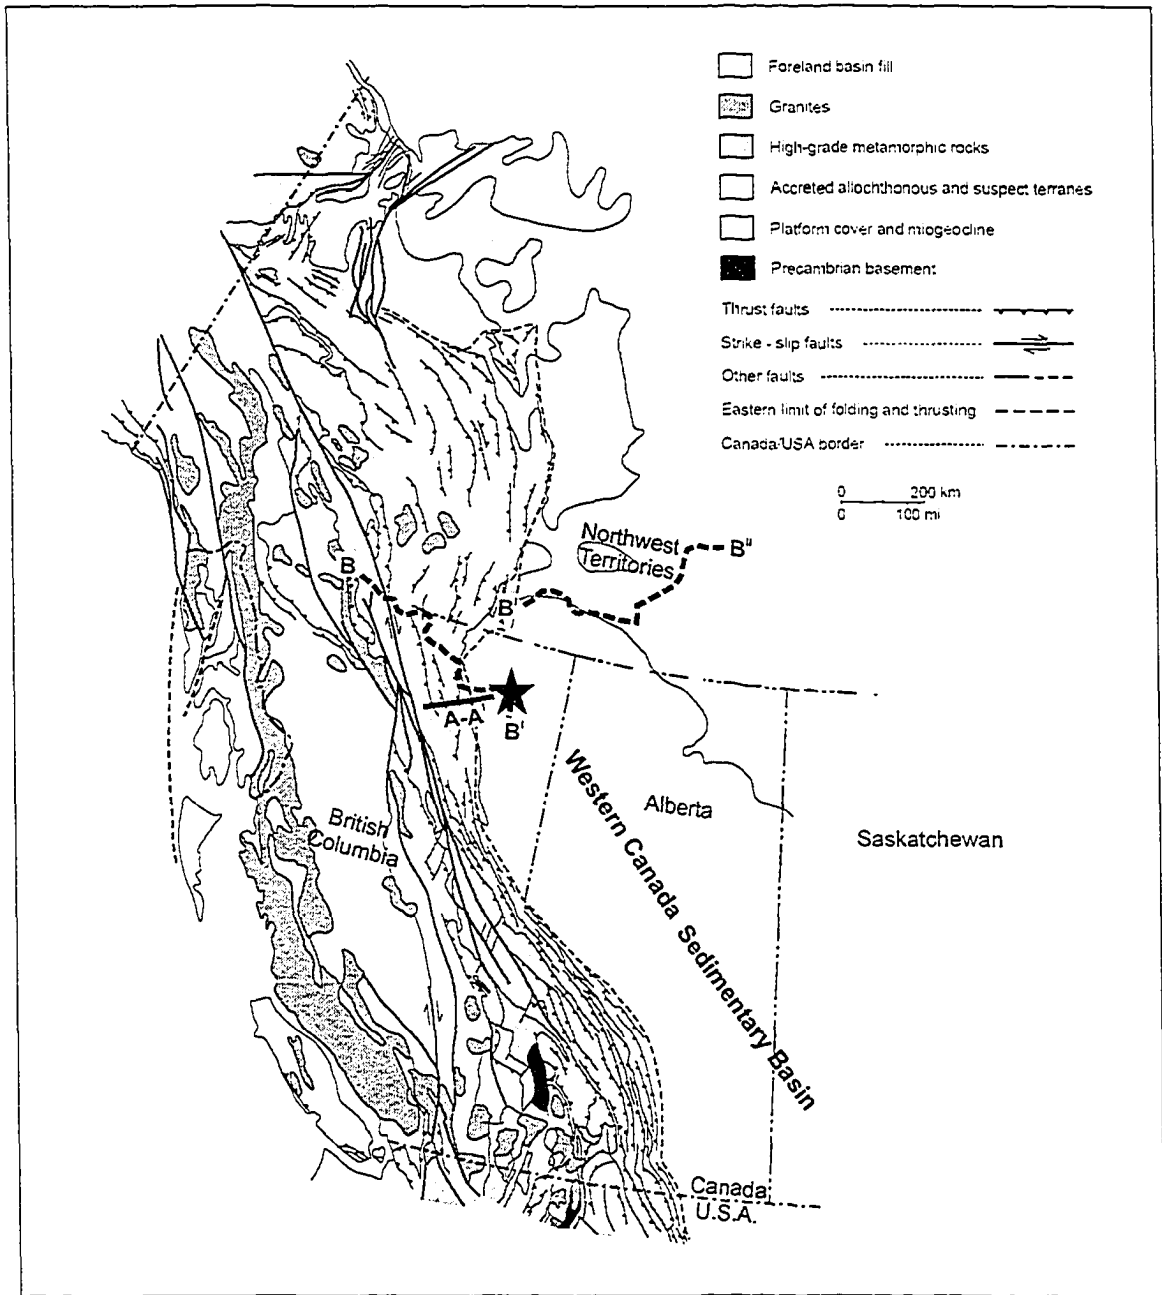 Foreland basin fill
Granites
High-grade metamorphic rocks
Accreted allochthonous and suspect terranes
Platform cover and miogeocline
Precambrian basement
Thrust faults
Strike - slip faults
Other faults
Eastern limit of folding and thrusting
Canada/USA border
0 200 km
0 100 mi
Northwest
Territories
B"
B
B'
A-A'
B'
Western Canada Sedimentary Basin
Alberta
British
Columbia
Saskatchewan
Canada
U.S.A.